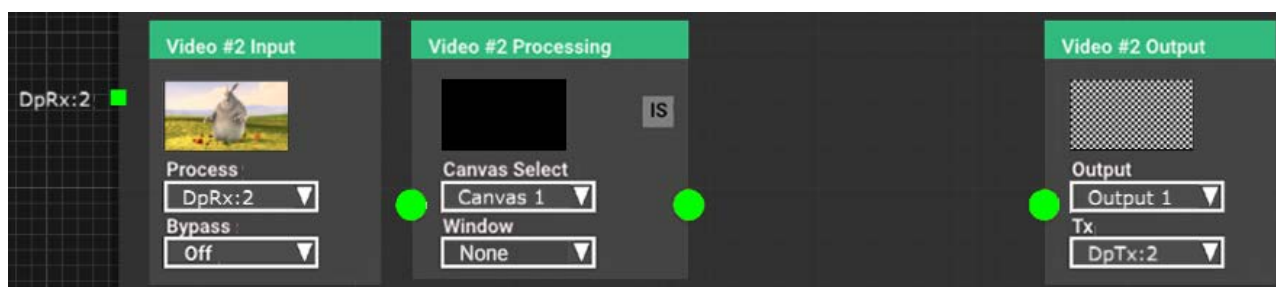 Video #2 Input
Video #2 Processing
Video #2 Output
DpRx:2
IS
Process
Canvas Select
Output
DpRx:2
Canvas 1
Output 1
Bypass
Window
Tx
Off
None
DpTx:2